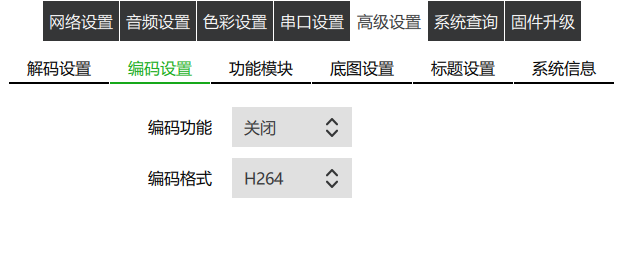 网络设置 音频设置 色彩设置 串口设置 高级设置 系统查询 固件升级
解码设置 编码设置 功能模块 底图设置 标题设置 系统信息
编码功能 关闭
编码格式 H264